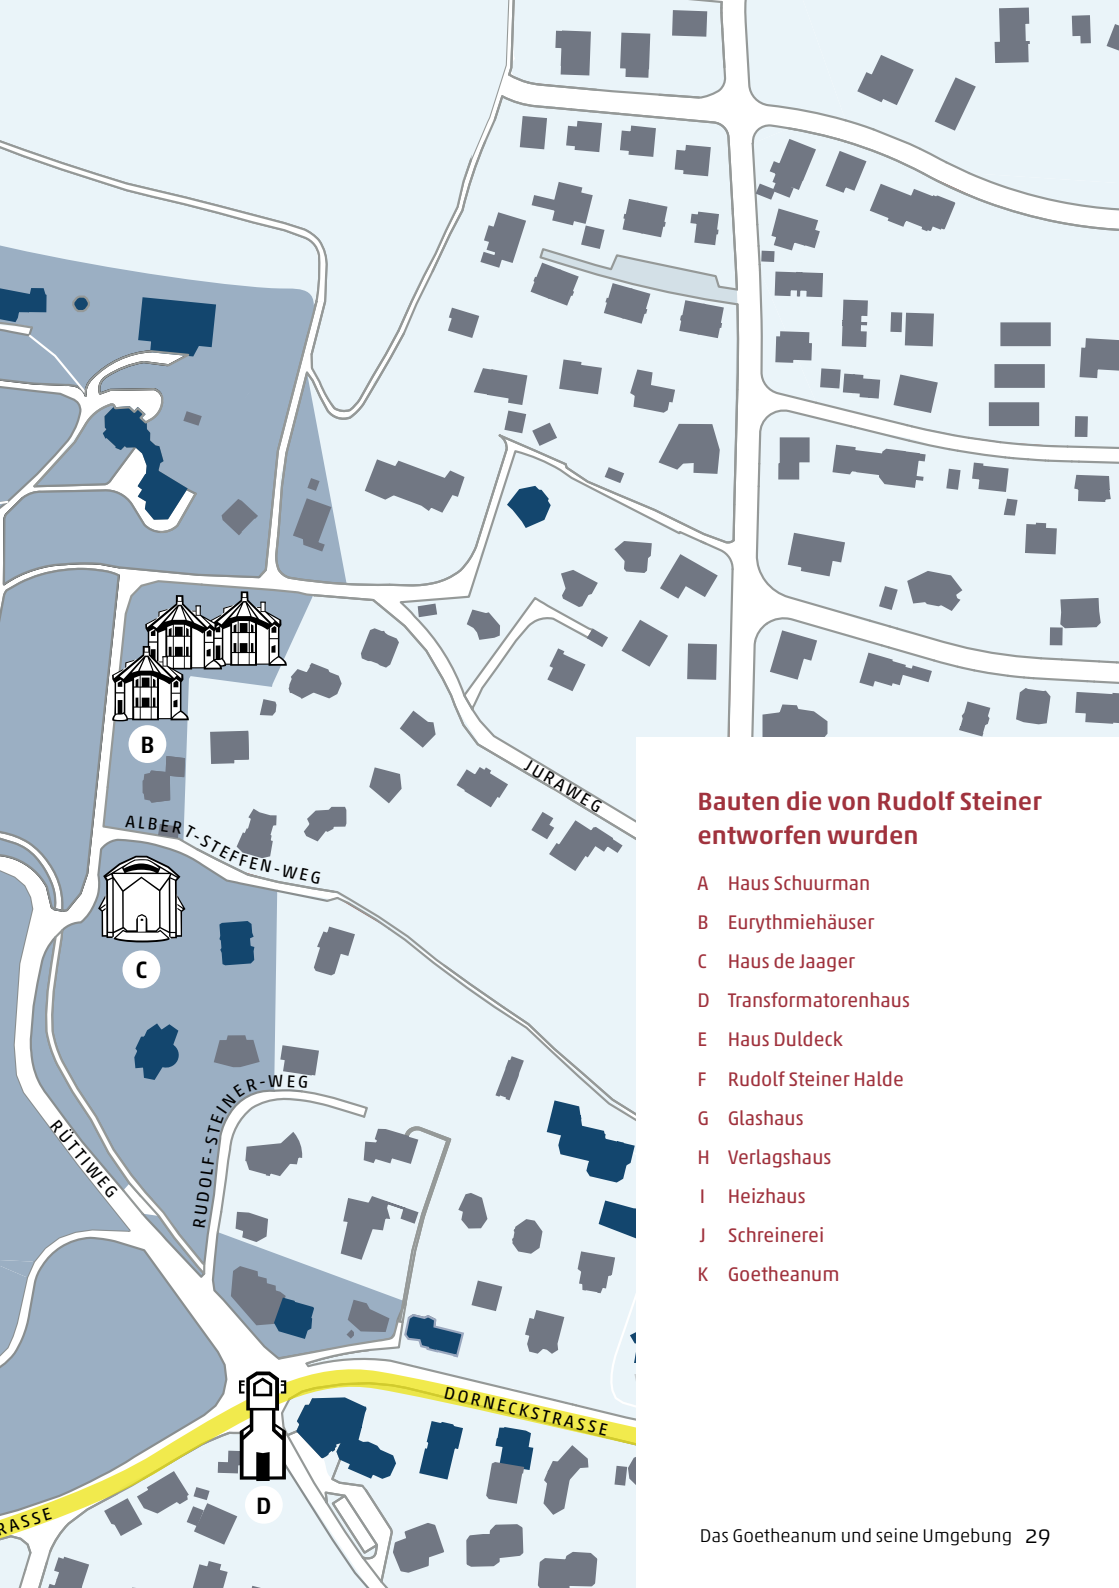 B
JURAWEG
ALBERT-STEFFEN-WEG
C
RUDOLF-STEINER-WEG
RÜTTIWEG
DORNECKSTRASSE
RASSE
D
Bauten die von Rudolf Steiner
entworfen wurden
A Haus Schuurman
B Eurythmiehäuser
C Haus de Jaager
D Transformatorenhaus
E Haus Duldeck
F Rudolf Steiner Halde
G Glashaus
H Verlagshaus
I Heizhaus
J Schreinerei
K Goetheanum
Das Goetheanum und seine Umgebung 29